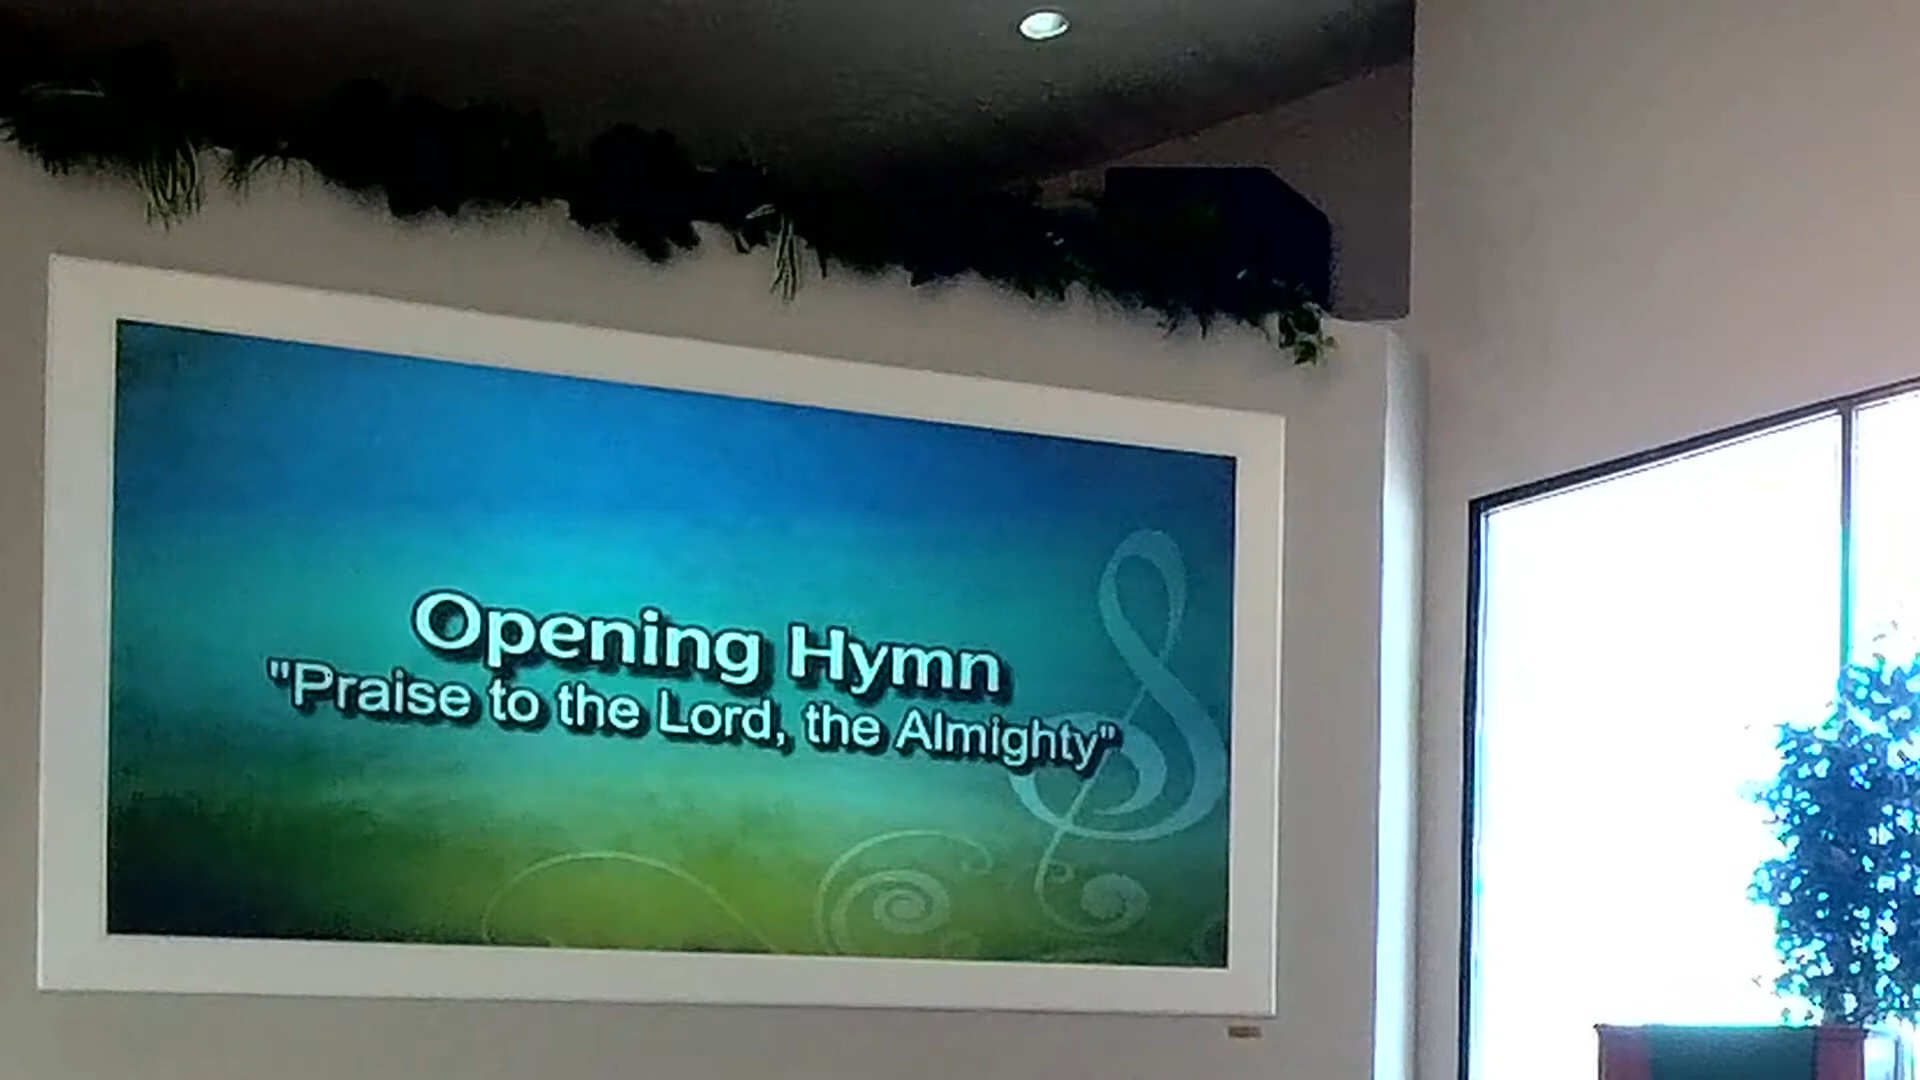 Opening Hymn
"Praise to the Lord, the Almighty"